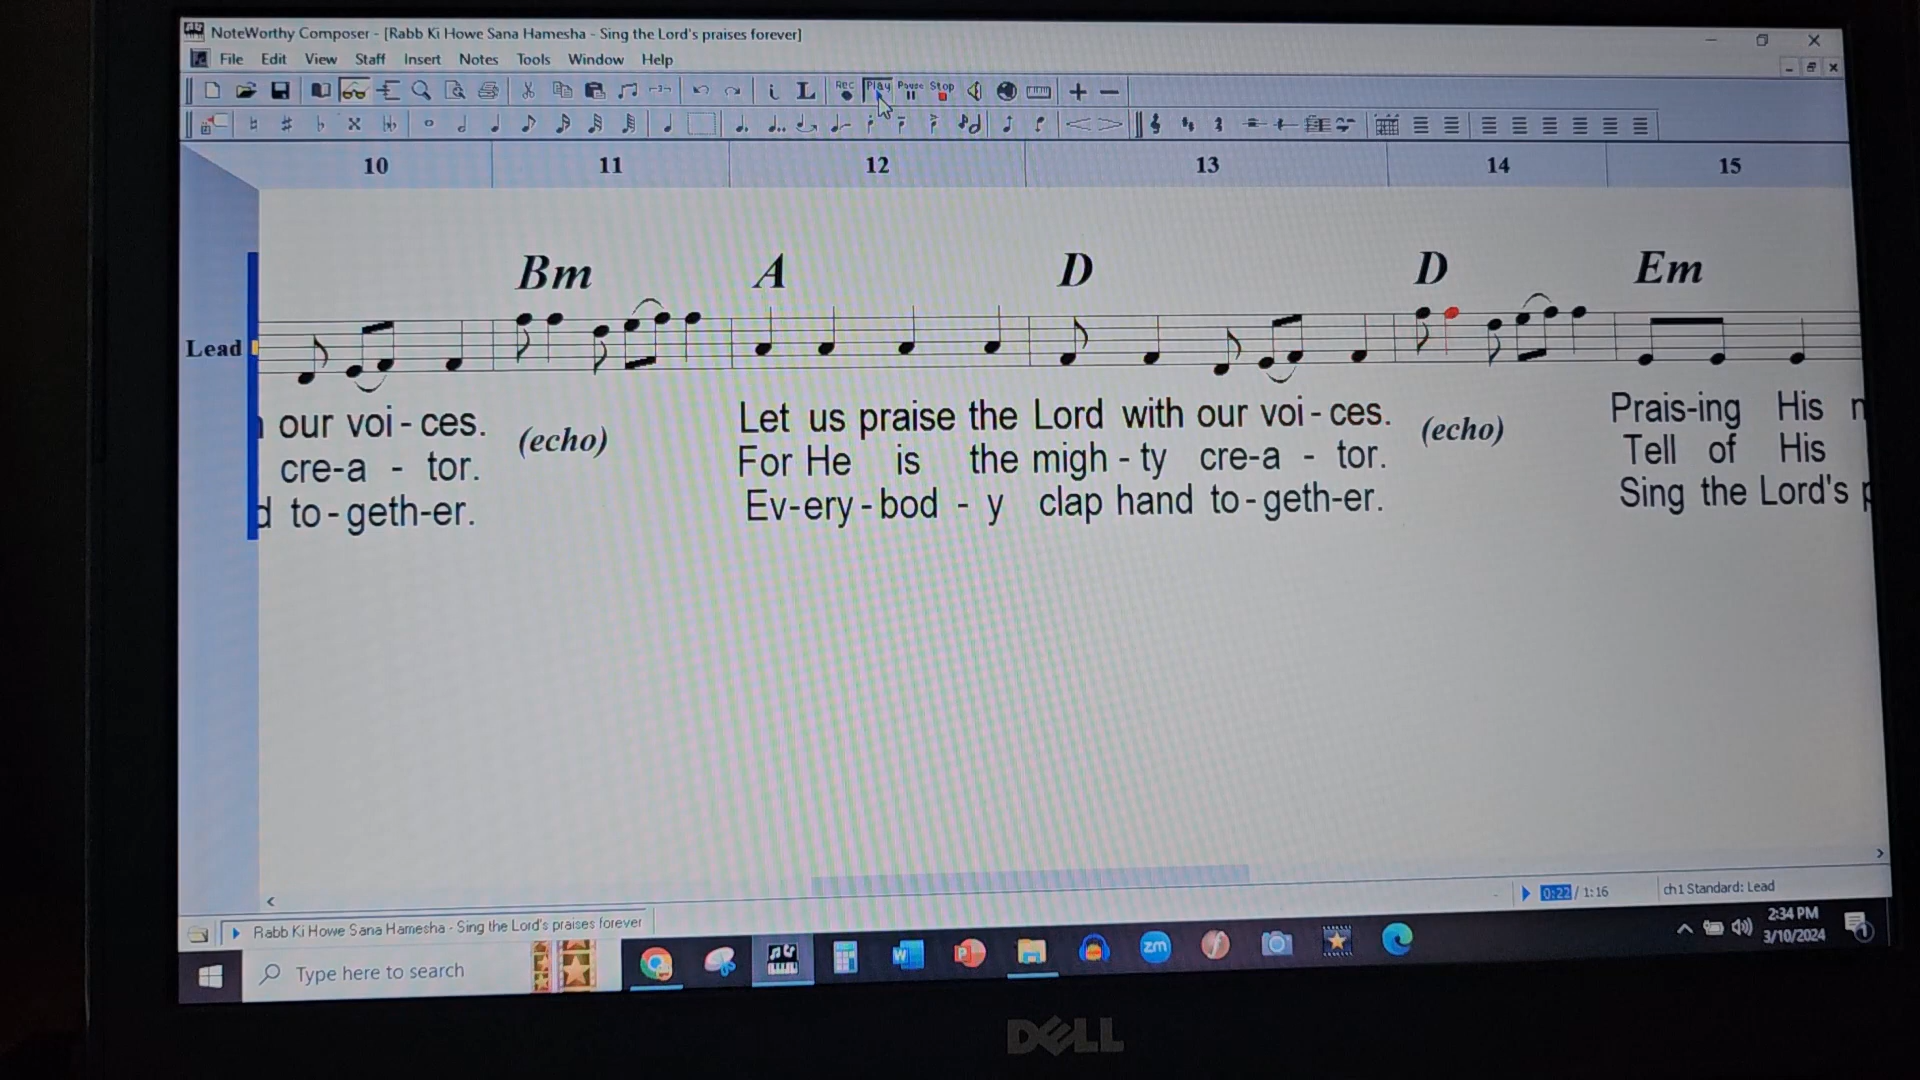 NoteWorthy Composer - [Rabb Ki Howe Sana Hamesha - Sing the Lord's praises forever]
File Edit View Staff Insert Notes Tools Window Help
Rec Play Pause Stop
10 11 12 13 14 15
Bm A D D Em
Lead
our voi - ces. (echo) Let us praise the Lord with our voi - ces. (echo) Prais-ing His
cre-a - tor. For He is the migh - ty cre-a - tor. Tell of His
to - geth-er. Ev-ery - bod - y clap hand to - geth-er. Sing the Lord's
0:22 / 1:16 ch1 Standard: Lead
Rabb Ki Howe Sana Hamesha - Sing the Lord's praises forever
2:34 PM
3/10/2024
Type here to search
zm
DELL